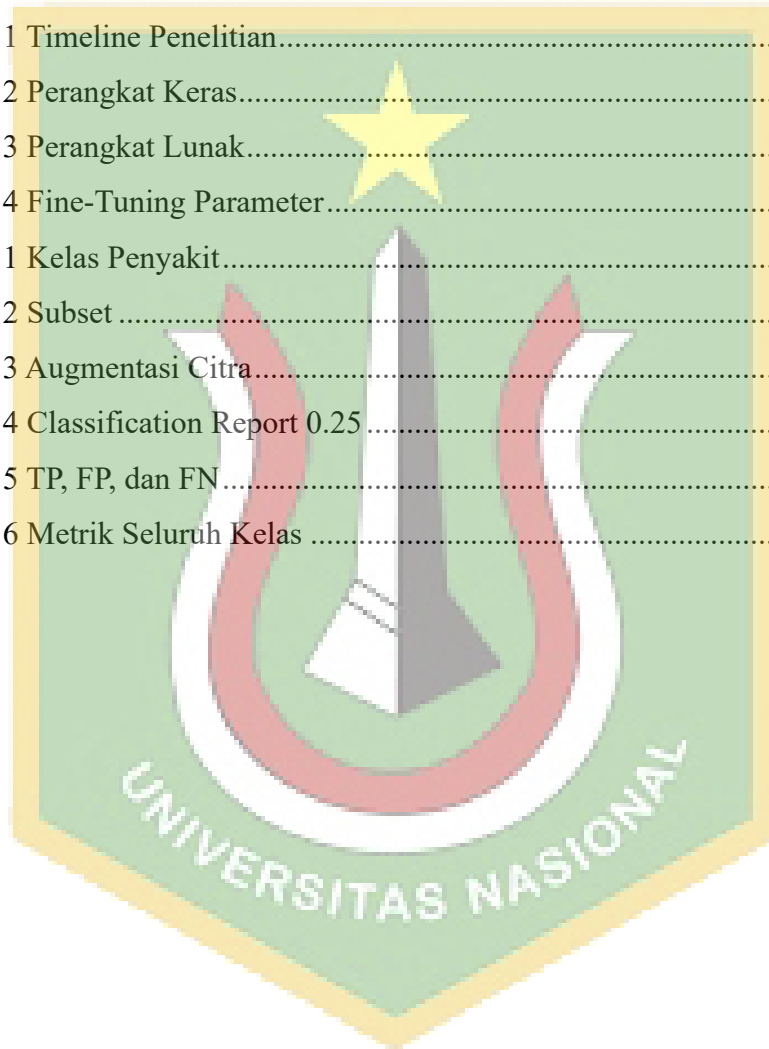 1 Timeline Penelitian........................................................................
2 Perangkat Keras.............................................................................
3 Perangkat Lunak............................................................................
4 Fine-Tuning Parameter..................................................................
1 Kelas Penyakit...............................................................................
2 Subset ............................................................................................
3 Augmentasi Citra...........................................................................
4 Classification Report 0.25 .............................................................
5 TP, FP, dan FN...............................................................................
6 Metrik Seluruh Kelas ....................................................................
UNIVERSITAS NASIONAL